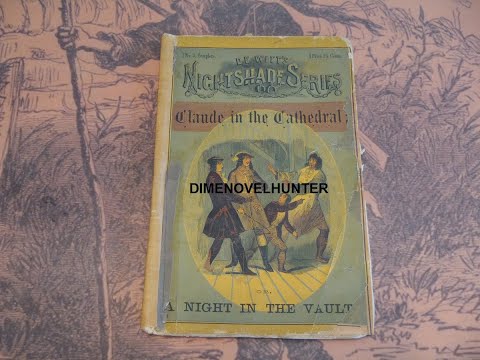 DE WITT'S
NIGHTSHADE SERIES
Claude in the Cathedral;
DIMENOVELHUNTER
OR,
A NIGHT IN THE VAULT